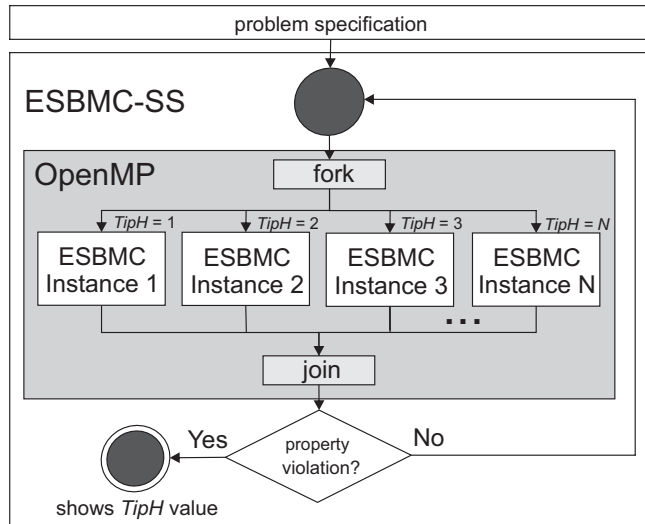 problem specification
ESBMC-SS
OpenMP
fork
TipH = 1
TipH = 2
TipH = 3
TipH = N
ESBMC
Instance 1
ESBMC
Instance 2
ESBMC
Instance 3
ESBMC
Instance N
...
join
Yes
property
violation?
No
shows TipH value